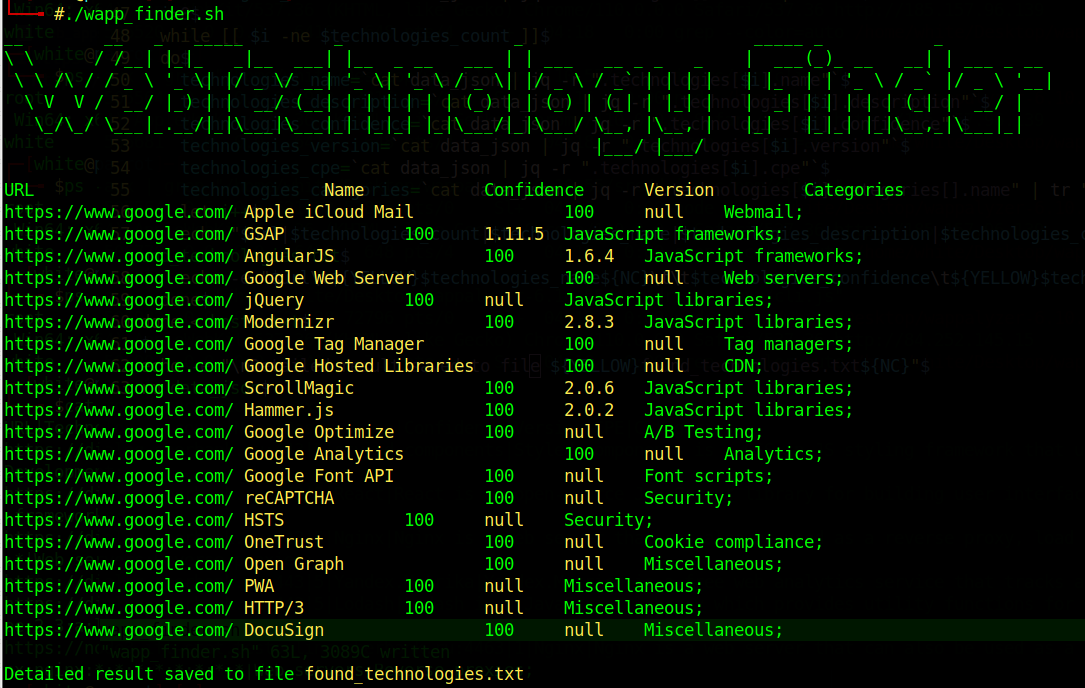 #./wapp_finder.sh
WebTechnology Finder
URL Name Confidence Version Categories
https://www.google.com/ Apple iCloud Mail 100 null Webmail;
https://www.google.com/ GSAP 100 1.11.5 JavaScript frameworks;
https://www.google.com/ AngularJS 100 1.6.4 JavaScript frameworks;
https://www.google.com/ Google Web Server 100 null Web servers;
https://www.google.com/ jQuery 100 null JavaScript libraries;
https://www.google.com/ Modernizr 100 2.8.3 JavaScript libraries;
https://www.google.com/ Google Tag Manager 100 null Tag managers;
https://www.google.com/ Google Hosted Libraries 100 null CDN;
https://www.google.com/ ScrollMagic 100 2.0.6 JavaScript libraries;
https://www.google.com/ Hammer.js 100 2.0.2 JavaScript libraries;
https://www.google.com/ Google Optimize 100 null A/B Testing;
https://www.google.com/ Google Analytics 100 null Analytics;
https://www.google.com/ Google Font API 100 null Font scripts;
https://www.google.com/ reCAPTCHA 100 null Security;
https://www.google.com/ HSTS 100 null Security;
https://www.google.com/ OneTrust 100 null Cookie compliance;
https://www.google.com/ Open Graph 100 null Miscellaneous;
https://www.google.com/ PWA 100 null Miscellaneous;
https://www.google.com/ HTTP/3 100 null Miscellaneous;
https://www.google.com/ DocuSign 100 null Miscellaneous;
"wapp_finder.sh" 63L, 3089C written
Detailed result saved to file found_technologies.txt